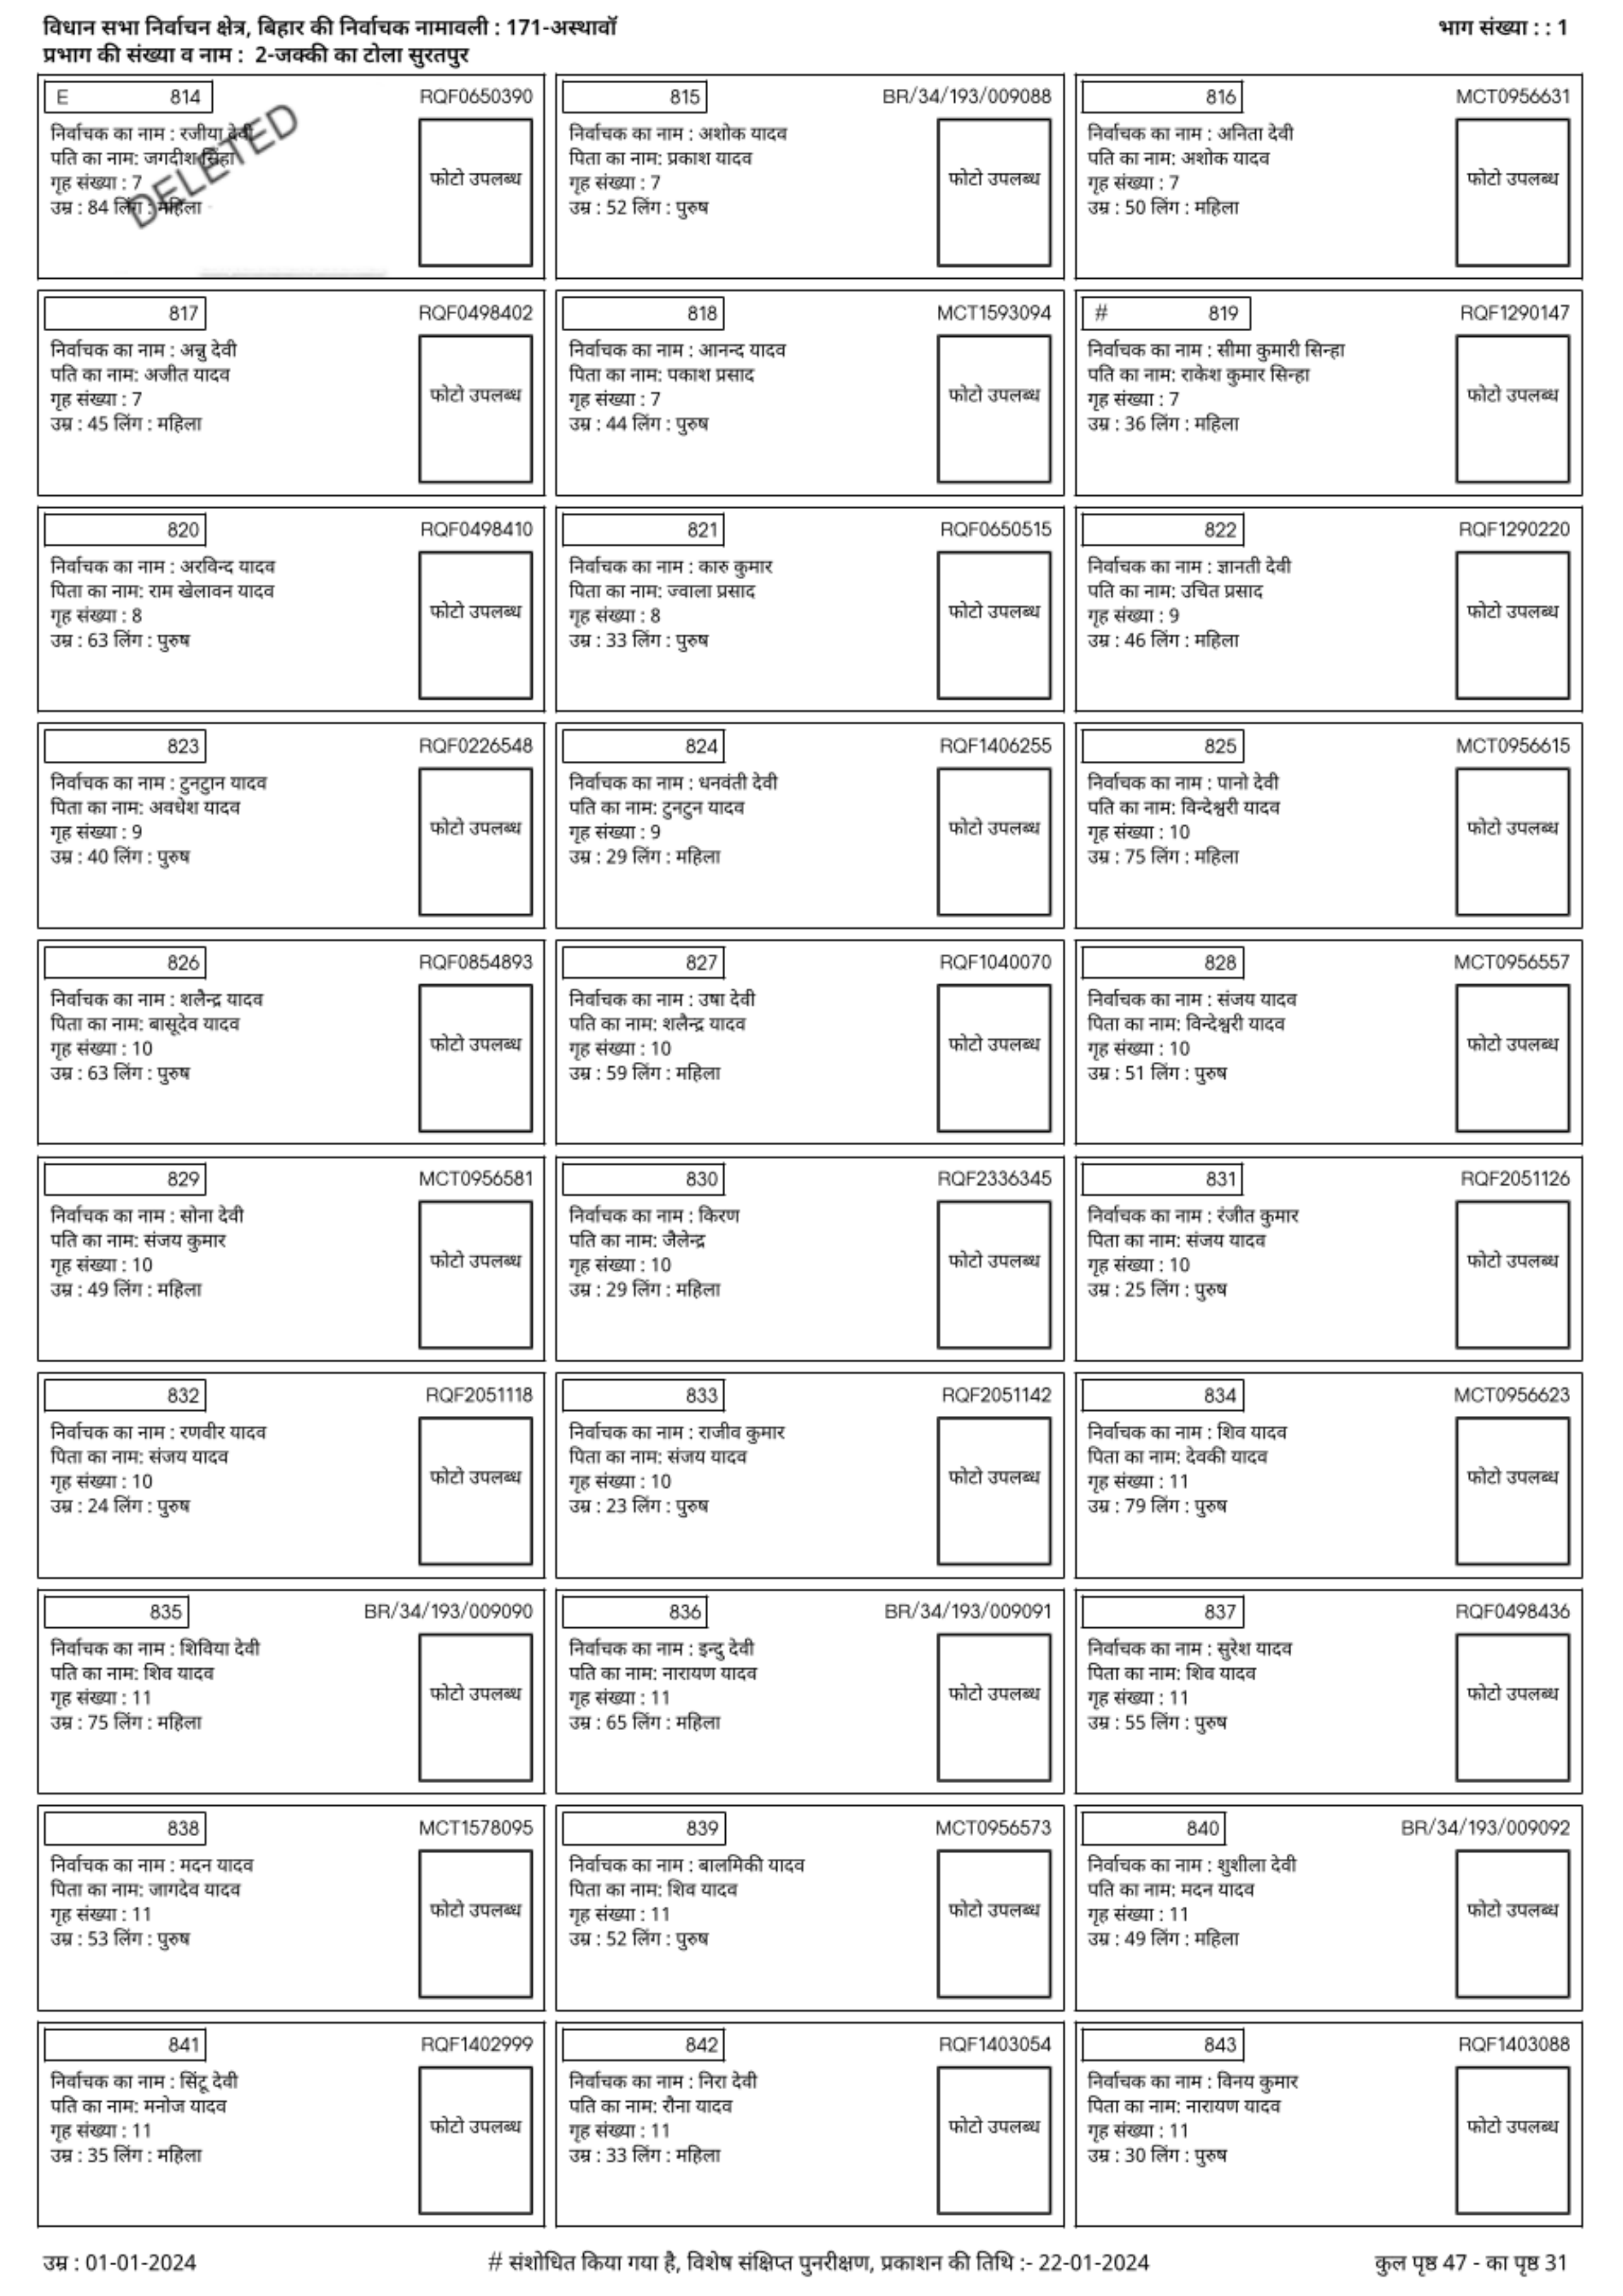 विधान सभा निर्वाचन क्षेत्र, बिहार की निर्वाचक नामावली : 171-अस्थावाॅ
भाग संख्या : : 1
प्रभाग की संख्या व नाम : 2-जक्की का टोला सुरतपुर
E 814 RQF0650390
निर्वाचक का नाम : रजीया देवी
पति का नाम: जगदीश सिंहा
गृह संख्या : 7
उम्र : 84 लिंग : महिला
फोटो उपलब्ध
DELETED
815 BR/34/193/009088
निर्वाचक का नाम : अशोक यादव
पिता का नाम: प्रकाश यादव
गृह संख्या : 7
उम्र : 52 लिंग : पुरुष
फोटो उपलब्ध
816 MCT0956631
निर्वाचक का नाम : अनिता देवी
पति का नाम: अशोक यादव
गृह संख्या : 7
उम्र : 50 लिंग : महिला
फोटो उपलब्ध
817 RQF0498402
निर्वाचक का नाम : अन्नु देवी
पति का नाम: अजीत यादव
गृह संख्या : 7
उम्र : 45 लिंग : महिला
फोटो उपलब्ध
818 MCT1593094
निर्वाचक का नाम : आनन्द यादव
पिता का नाम: पकाश प्रसाद
गृह संख्या : 7
उम्र : 44 लिंग : पुरुष
फोटो उपलब्ध
# 819 RQF1290147
निर्वाचक का नाम : सीमा कुमारी सिन्हा
पति का नाम: राकेश कुमार सिन्हा
गृह संख्या : 7
उम्र : 36 लिंग : महिला
फोटो उपलब्ध
820 RQF0498410
निर्वाचक का नाम : अरविन्द यादव
पिता का नाम: राम खेलावन यादव
गृह संख्या : 8
उम्र : 63 लिंग : पुरुष
फोटो उपलब्ध
821 RQF0650515
निर्वाचक का नाम : कारु कुमार
पिता का नाम: ज्वाला प्रसाद
गृह संख्या : 8
उम्र : 33 लिंग : पुरुष
फोटो उपलब्ध
822 RQF1290220
निर्वाचक का नाम : ज्ञानती देवी
पति का नाम: उचित प्रसाद
गृह संख्या : 9
उम्र : 46 लिंग : महिला
फोटो उपलब्ध
823 RQF0226548
निर्वाचक का नाम : टुनटुान यादव
पिता का नाम: अवधेश यादव
गृह संख्या : 9
उम्र : 40 लिंग : पुरुष
फोटो उपलब्ध
824 RQF1406255
निर्वाचक का नाम : धनवंती देवी
पति का नाम: टुनटुन यादव
गृह संख्या : 9
उम्र : 29 लिंग : महिला
फोटो उपलब्ध
825 MCT0956615
निर्वाचक का नाम : पानो देवी
पति का नाम: विन्देश्वरी यादव
गृह संख्या : 10
उम्र : 75 लिंग : महिला
फोटो उपलब्ध
826 RQF0854893
निर्वाचक का नाम : शलैन्द्र यादव
पिता का नाम: बासूदेव यादव
गृह संख्या : 10
उम्र : 63 लिंग : पुरुष
फोटो उपलब्ध
827 RQF1040070
निर्वाचक का नाम : उषा देवी
पति का नाम: शलैन्द्र यादव
गृह संख्या : 10
उम्र : 59 लिंग : महिला
फोटो उपलब्ध
828 MCT0956557
निर्वाचक का नाम : संजय यादव
पिता का नाम: विन्देश्वरी यादव
गृह संख्या : 10
उम्र : 51 लिंग : पुरुष
फोटो उपलब्ध
829 MCT0956581
निर्वाचक का नाम : सोना देवी
पति का नाम: संजय कुमार
गृह संख्या : 10
उम्र : 49 लिंग : महिला
फोटो उपलब्ध
830 RQF2336345
निर्वाचक का नाम : किरण
पति का नाम: जैलेन्द्र
गृह संख्या : 10
उम्र : 29 लिंग : महिला
फोटो उपलब्ध
831 RQF2051126
निर्वाचक का नाम : रंजीत कुमार
पिता का नाम: संजय यादव
गृह संख्या : 10
उम्र : 25 लिंग : पुरुष
फोटो उपलब्ध
832 RQF2051118
निर्वाचक का नाम : रणवीर यादव
पिता का नाम: संजय यादव
गृह संख्या : 10
उम्र : 24 लिंग : पुरुष
फोटो उपलब्ध
833 RQF2051142
निर्वाचक का नाम : राजीव कुमार
पिता का नाम: संजय यादव
गृह संख्या : 10
उम्र : 23 लिंग : पुरुष
फोटो उपलब्ध
834 MCT0956623
निर्वाचक का नाम : शिव यादव
पिता का नाम: देवकी यादव
गृह संख्या : 11
उम्र : 79 लिंग : पुरुष
फोटो उपलब्ध
835 BR/34/193/009090
निर्वाचक का नाम : शिविया देवी
पति का नाम: शिव यादव
गृह संख्या : 11
उम्र : 75 लिंग : महिला
फोटो उपलब्ध
836 BR/34/193/009091
निर्वाचक का नाम : इन्दु देवी
पति का नाम: नारायण यादव
गृह संख्या : 11
उम्र : 65 लिंग : महिला
फोटो उपलब्ध
837 RQF0498436
निर्वाचक का नाम : सुरेश यादव
पिता का नाम: शिव यादव
गृह संख्या : 11
उम्र : 55 लिंग : पुरुष
फोटो उपलब्ध
838 MCT1578095
निर्वाचक का नाम : मदन यादव
पिता का नाम: जागदेव यादव
गृह संख्या : 11
उम्र : 53 लिंग : पुरुष
फोटो उपलब्ध
839 MCT0956573
निर्वाचक का नाम : बालमिकी यादव
पिता का नाम: शिव यादव
गृह संख्या : 11
उम्र : 52 लिंग : पुरुष
फोटो उपलब्ध
840 BR/34/193/009092
निर्वाचक का नाम : शुशीला देवी
पति का नाम: मदन यादव
गृह संख्या : 11
उम्र : 49 लिंग : महिला
फोटो उपलब्ध
841 RQF1402999
निर्वाचक का नाम : सिंटू देवी
पति का नाम: मनोज यादव
गृह संख्या : 11
उम्र : 35 लिंग : महिला
फोटो उपलब्ध
842 RQF1403054
निर्वाचक का नाम : निरा देवी
पति का नाम: रौना यादव
गृह संख्या : 11
उम्र : 33 लिंग : महिला
फोटो उपलब्ध
843 RQF1403088
निर्वाचक का नाम : विनय कुमार
पिता का नाम: नारायण यादव
गृह संख्या : 11
उम्र : 30 लिंग : पुरुष
फोटो उपलब्ध
उम्र : 01-01-2024
# संशोधित किया गया है, विशेष संक्षिप्त पुनरीक्षण, प्रकाशन की तिथि :- 22-01-2024
कुल पृष्ठ 47 - का पृष्ठ 31